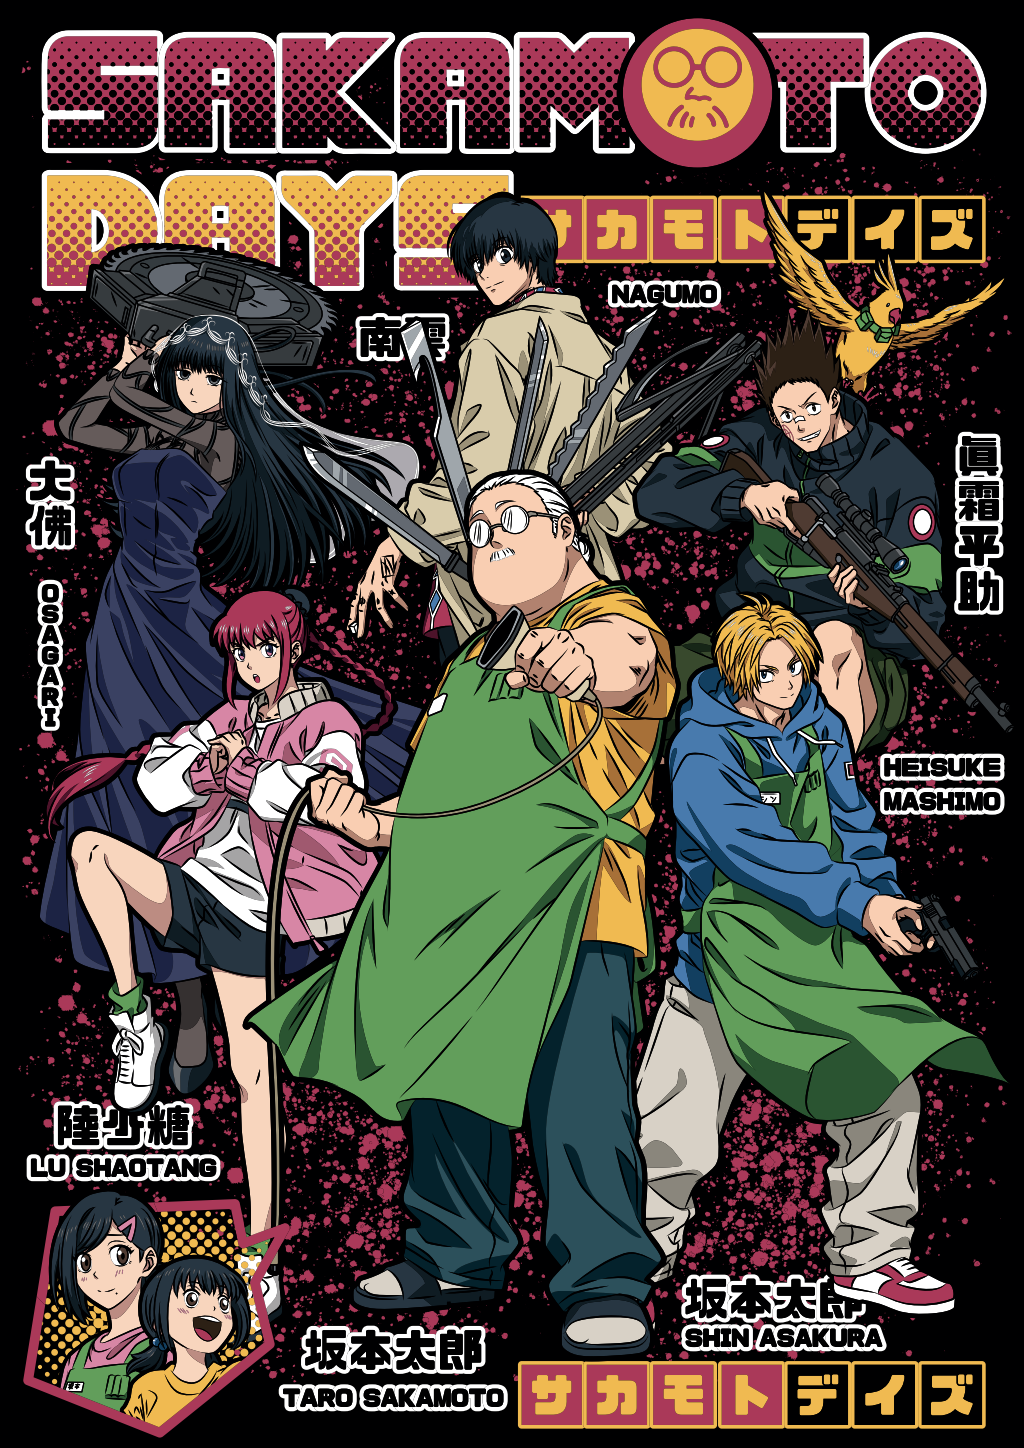 SAKAMOTO
DAYS
サカモトデイズ
NAGUMO
南雲
大佛
OSAGARI
眞霜平助
HEISUKE
MASHIMO
シン
陸少糖
LU SHAOTANG
坂本太郎
SHIN ASAKURA
坂本太郎
TARO SAKAMOTO
サカモトデイズ